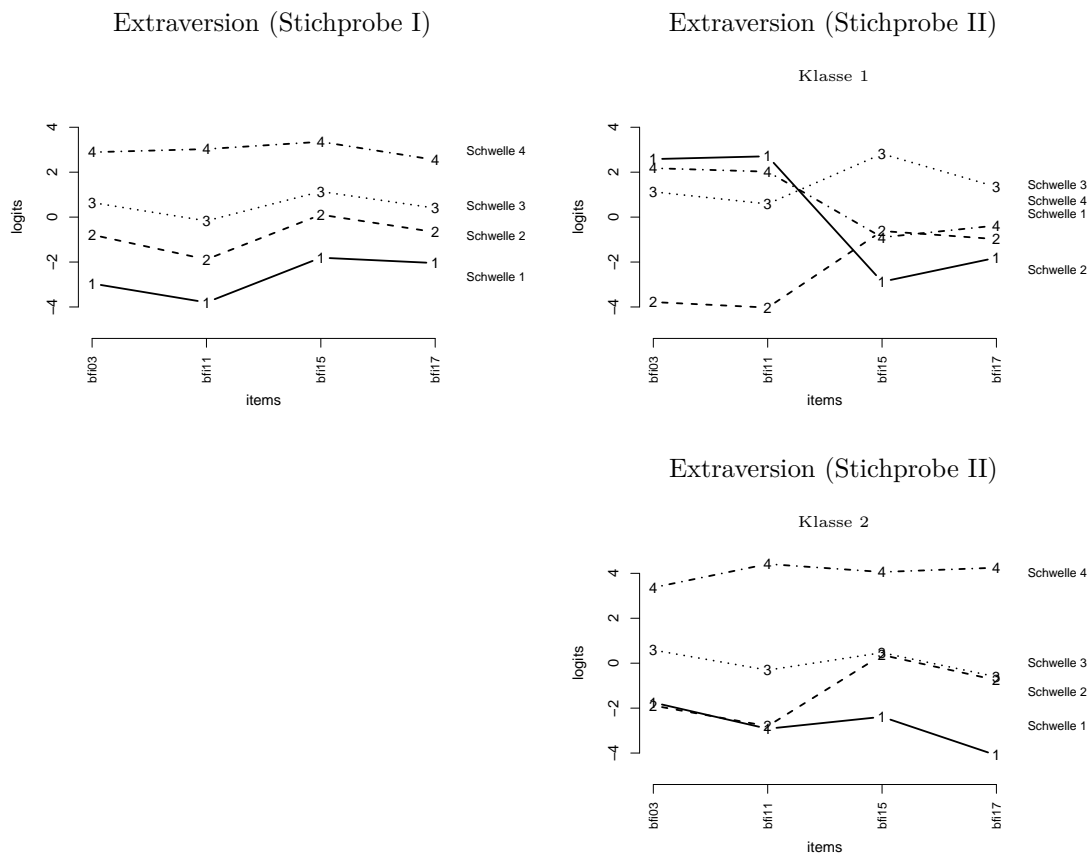 Extraversion (Stichprobe I)
4
2
0
−2
−4
logits
1 1 1 1
2 2 2 2
3 3 3 3
4 4 4 4
Schwelle 4
Schwelle 3
Schwelle 2
Schwelle 1
bfi03
bfi11
bfi15
bfi17
items
Extraversion (Stichprobe II)
Klasse 1
4
2
0
−2
−4
logits
1 1 1 1
2 2 2 2
3 3 3 3
4 4 4 4
Schwelle 3
Schwelle 4
Schwelle 1
Schwelle 2
bfi03
bfi11
bfi15
bfi17
items
Extraversion (Stichprobe II)
Klasse 2
4
2
0
−2
−4
logits
1 1 1 1
2 2 2 2
3 3 3 3
4 4 4 4
Schwelle 4
Schwelle 3
Schwelle 2
Schwelle 1
bfi03
bfi11
bfi15
bfi17
items